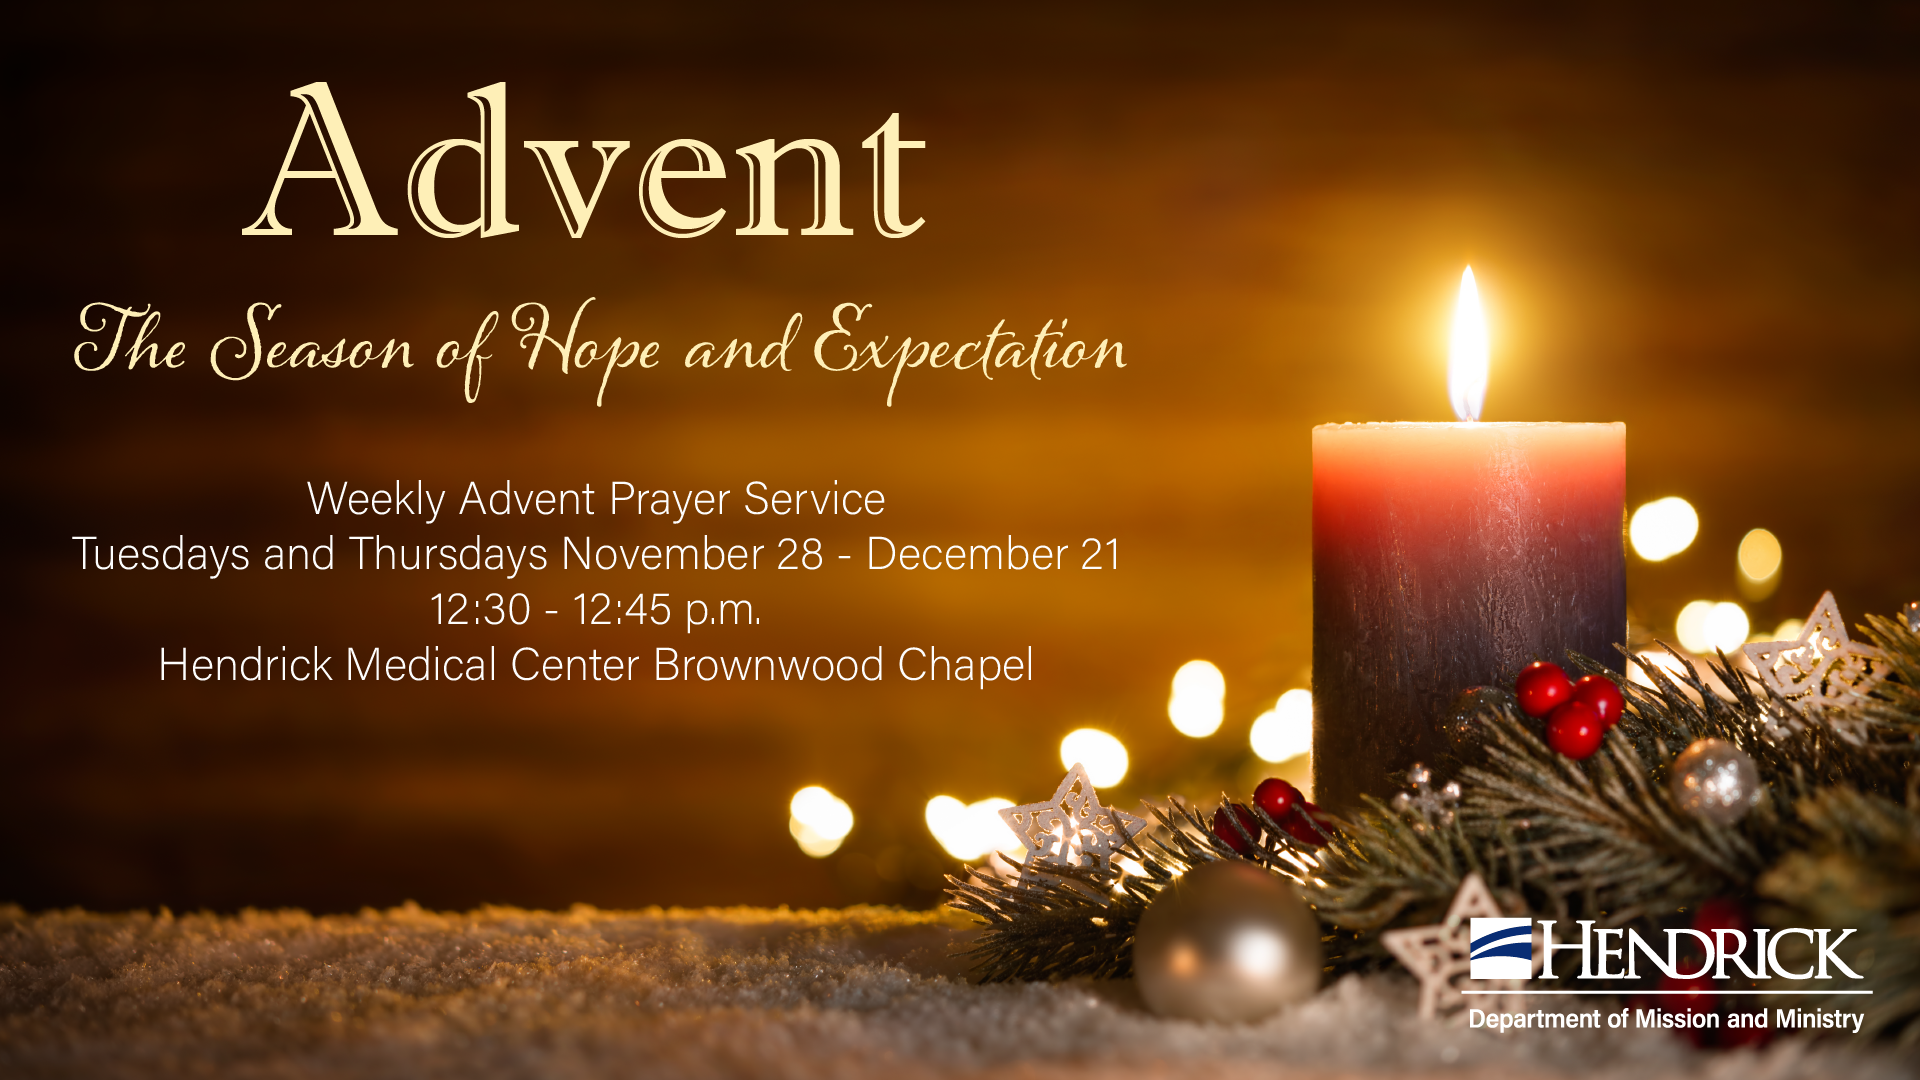 Advent
The Season of Hope and Expectation
Weekly Advent Prayer Service
Tuesdays and Thursdays November 28 - December 21
12:30 - 12:45 p.m.
Hendrick Medical Center Brownwood Chapel
HENDRICK
Department of Mission and Ministry